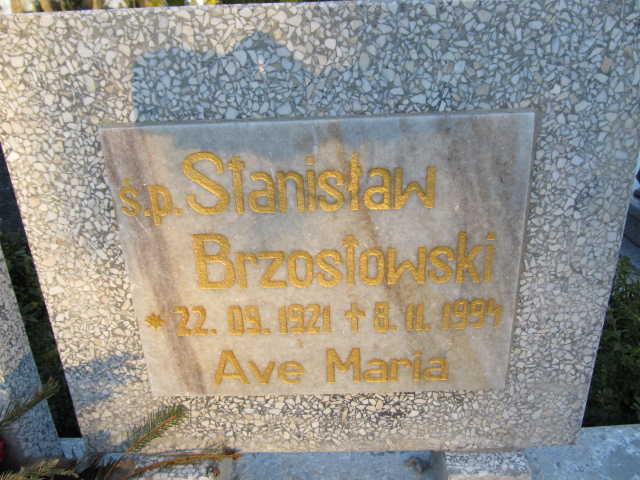 ś.p. Stanisław
Brzostowski
* 22. 09. 1921 + 8. 11. 1994
Ave Maria